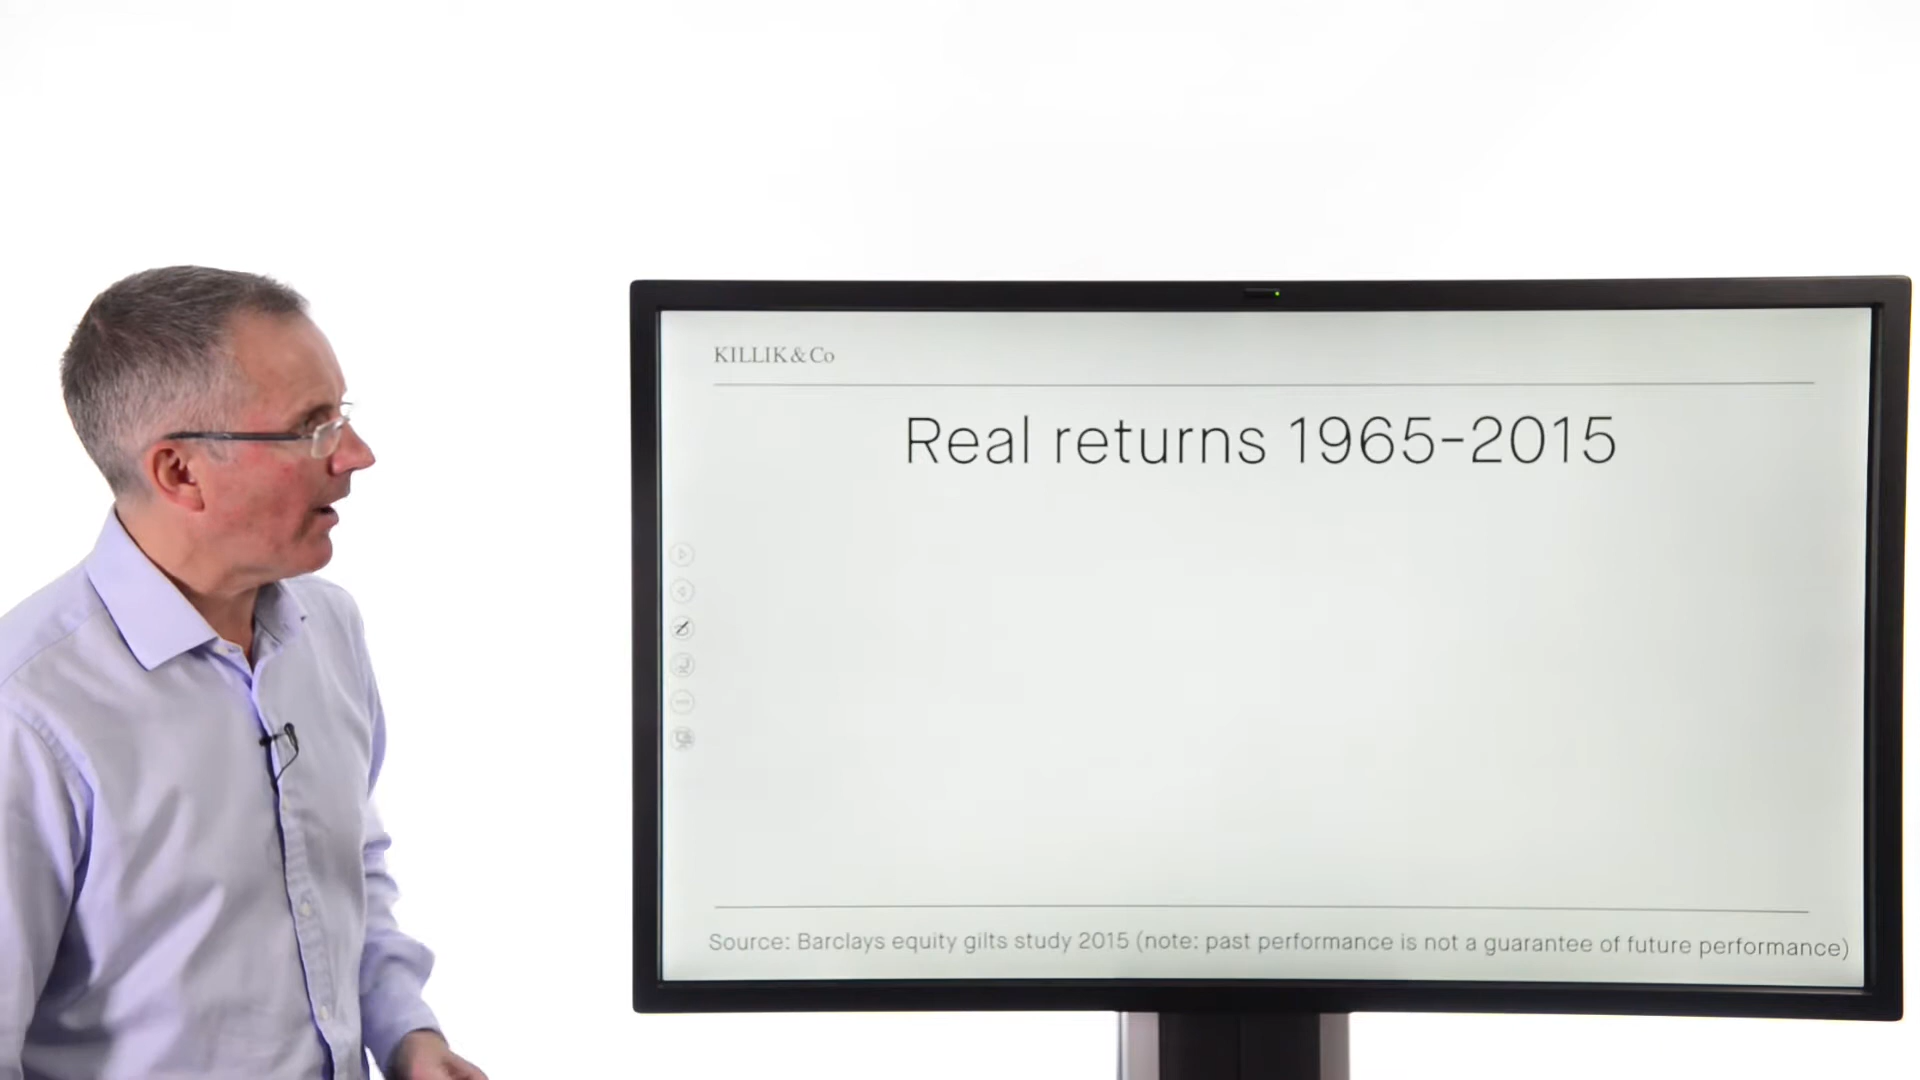 KILLIK & Co
Real returns 1965-2015
Source: Barclays equity gilts study 2015 (note: past performance is not a guarantee of future performance)